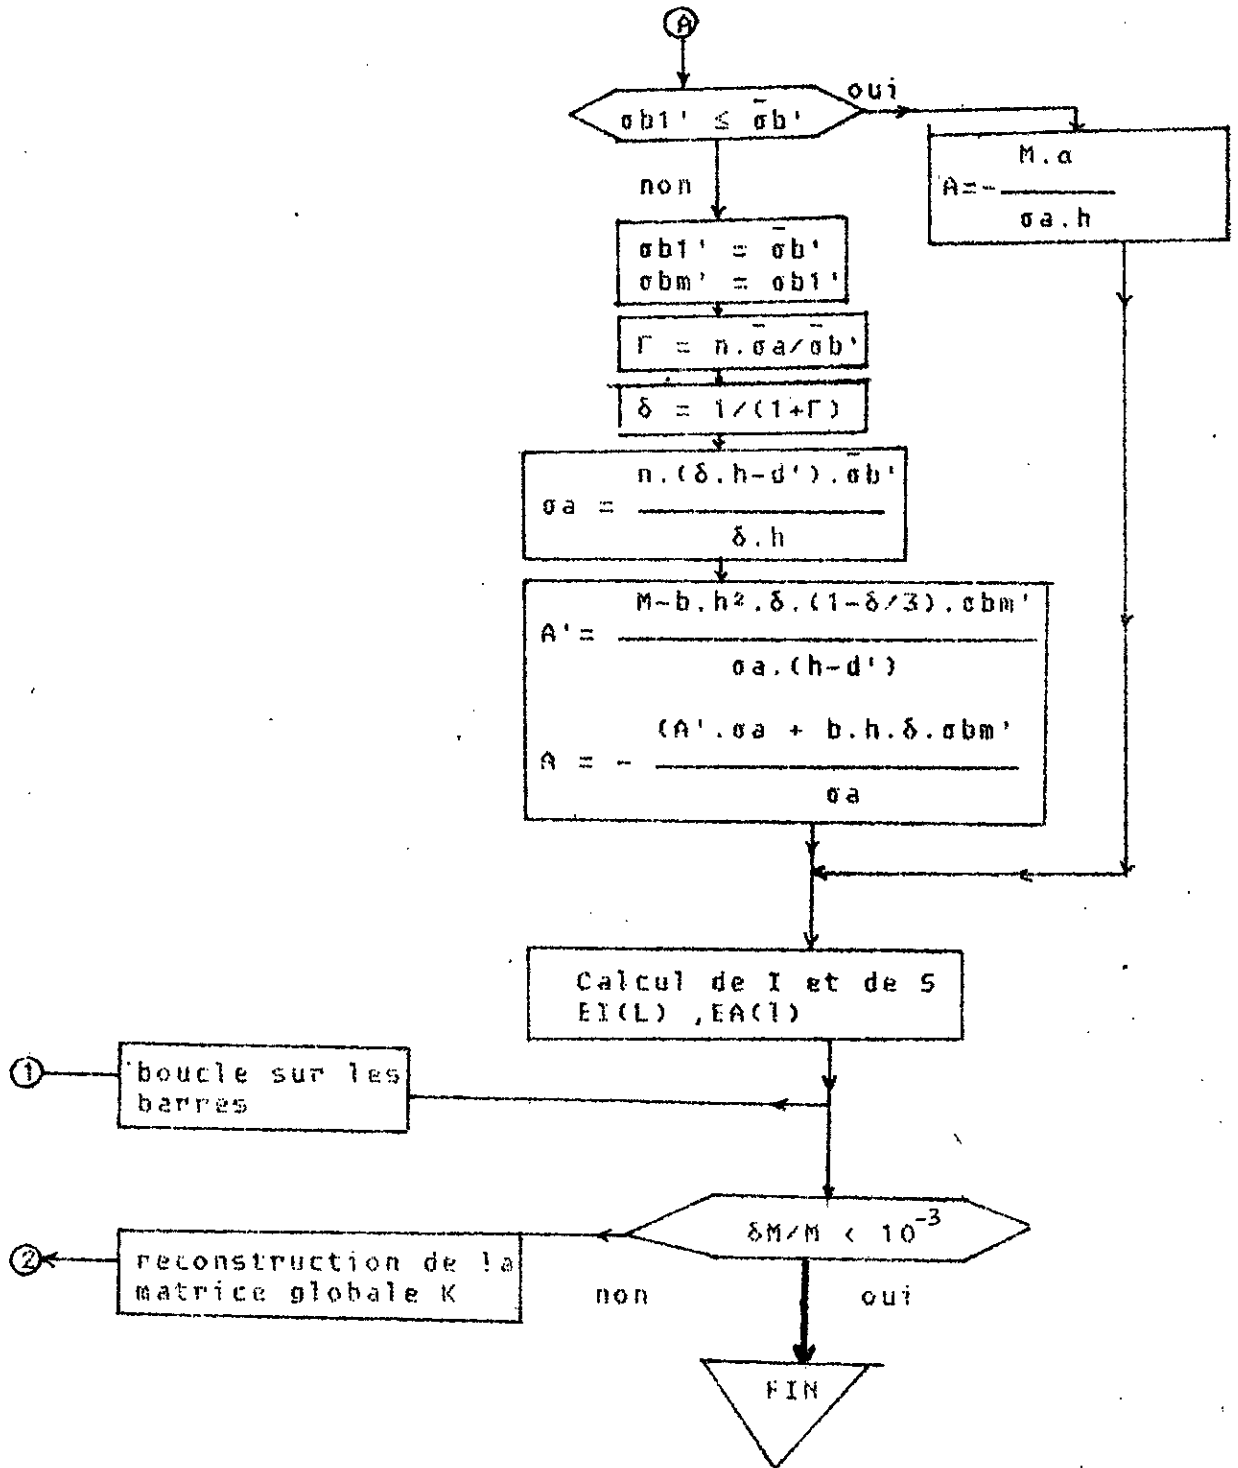 A
σb1' ≤ σ̄b'
oui
M.α
A=-
σa.h
non
σb1' = σ̄b'
σbm' = σb1'
Γ = n.σ̄a/σ̄b'
δ = 1/(1+Γ)
n.(δ.h-d').σ̄b'
σa =
δ.h
M-b.h².δ.(1-δ/3).σbm'
A'=
σa.(h-d')
(A'.σa + b.h.δ.σbm'
A = -
σa
Calcul de I et de S
EI(L) ,EA(l)
1
boucle sur les
barres
δM/M < 10⁻³
2
reconstruction de la
matrice globale K
non
oui
FIN